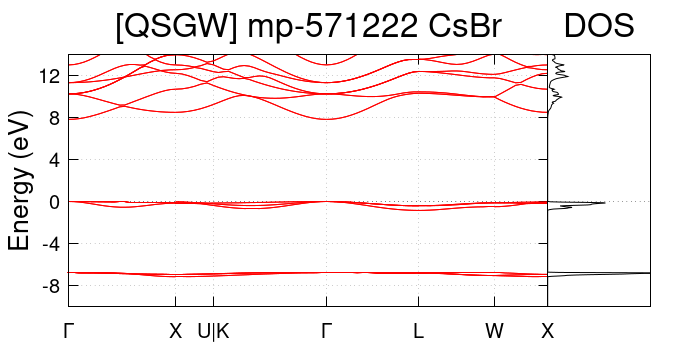 [QSGW] mp-571222 CsBr DOS
Energy (eV)
12
8
4
0
-4
-8
Γ X U|K Γ L W X